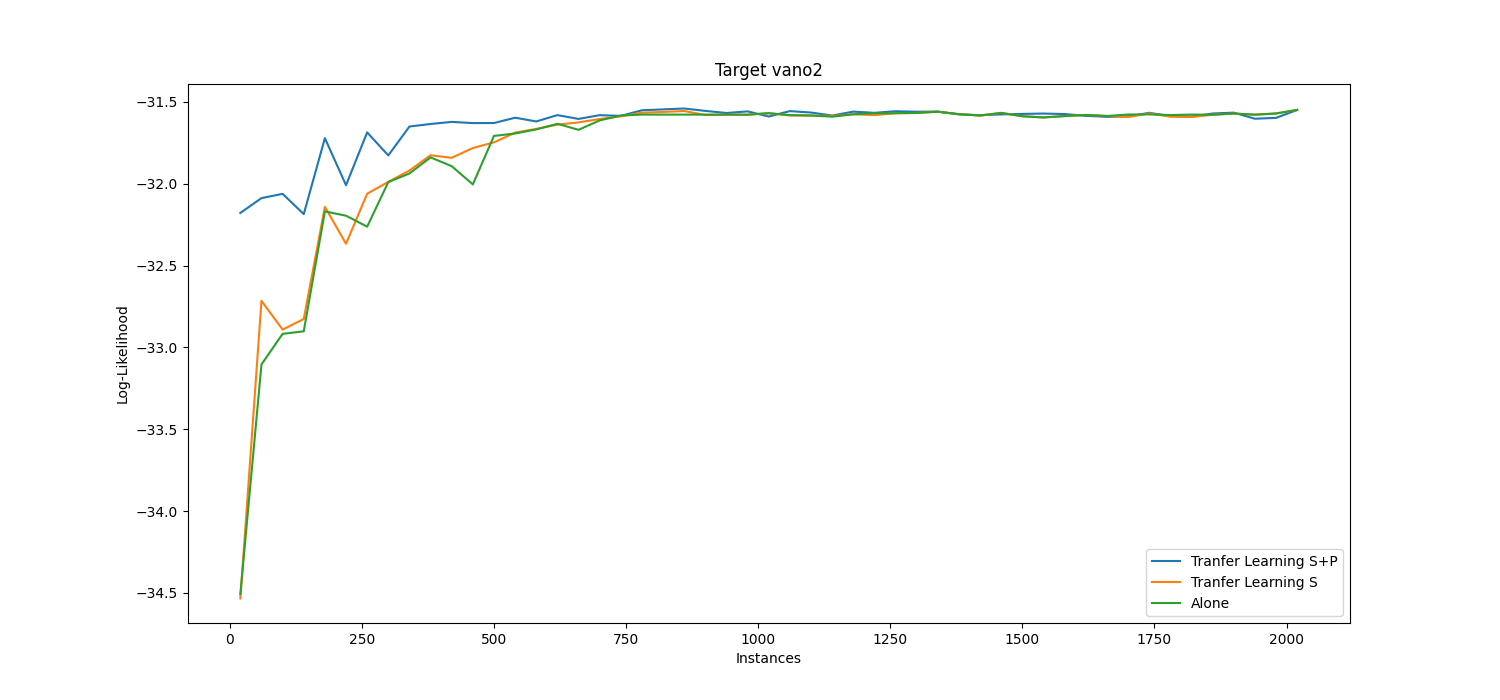 Target vano2
−31.5
−32.0
−32.5
−33.0
−33.5
−34.0
−34.5
Log-Likelihood
0
250
500
750
1000
1250
1500
1750
2000
Instances
Tranfer Learning S+P
Tranfer Learning S
Alone